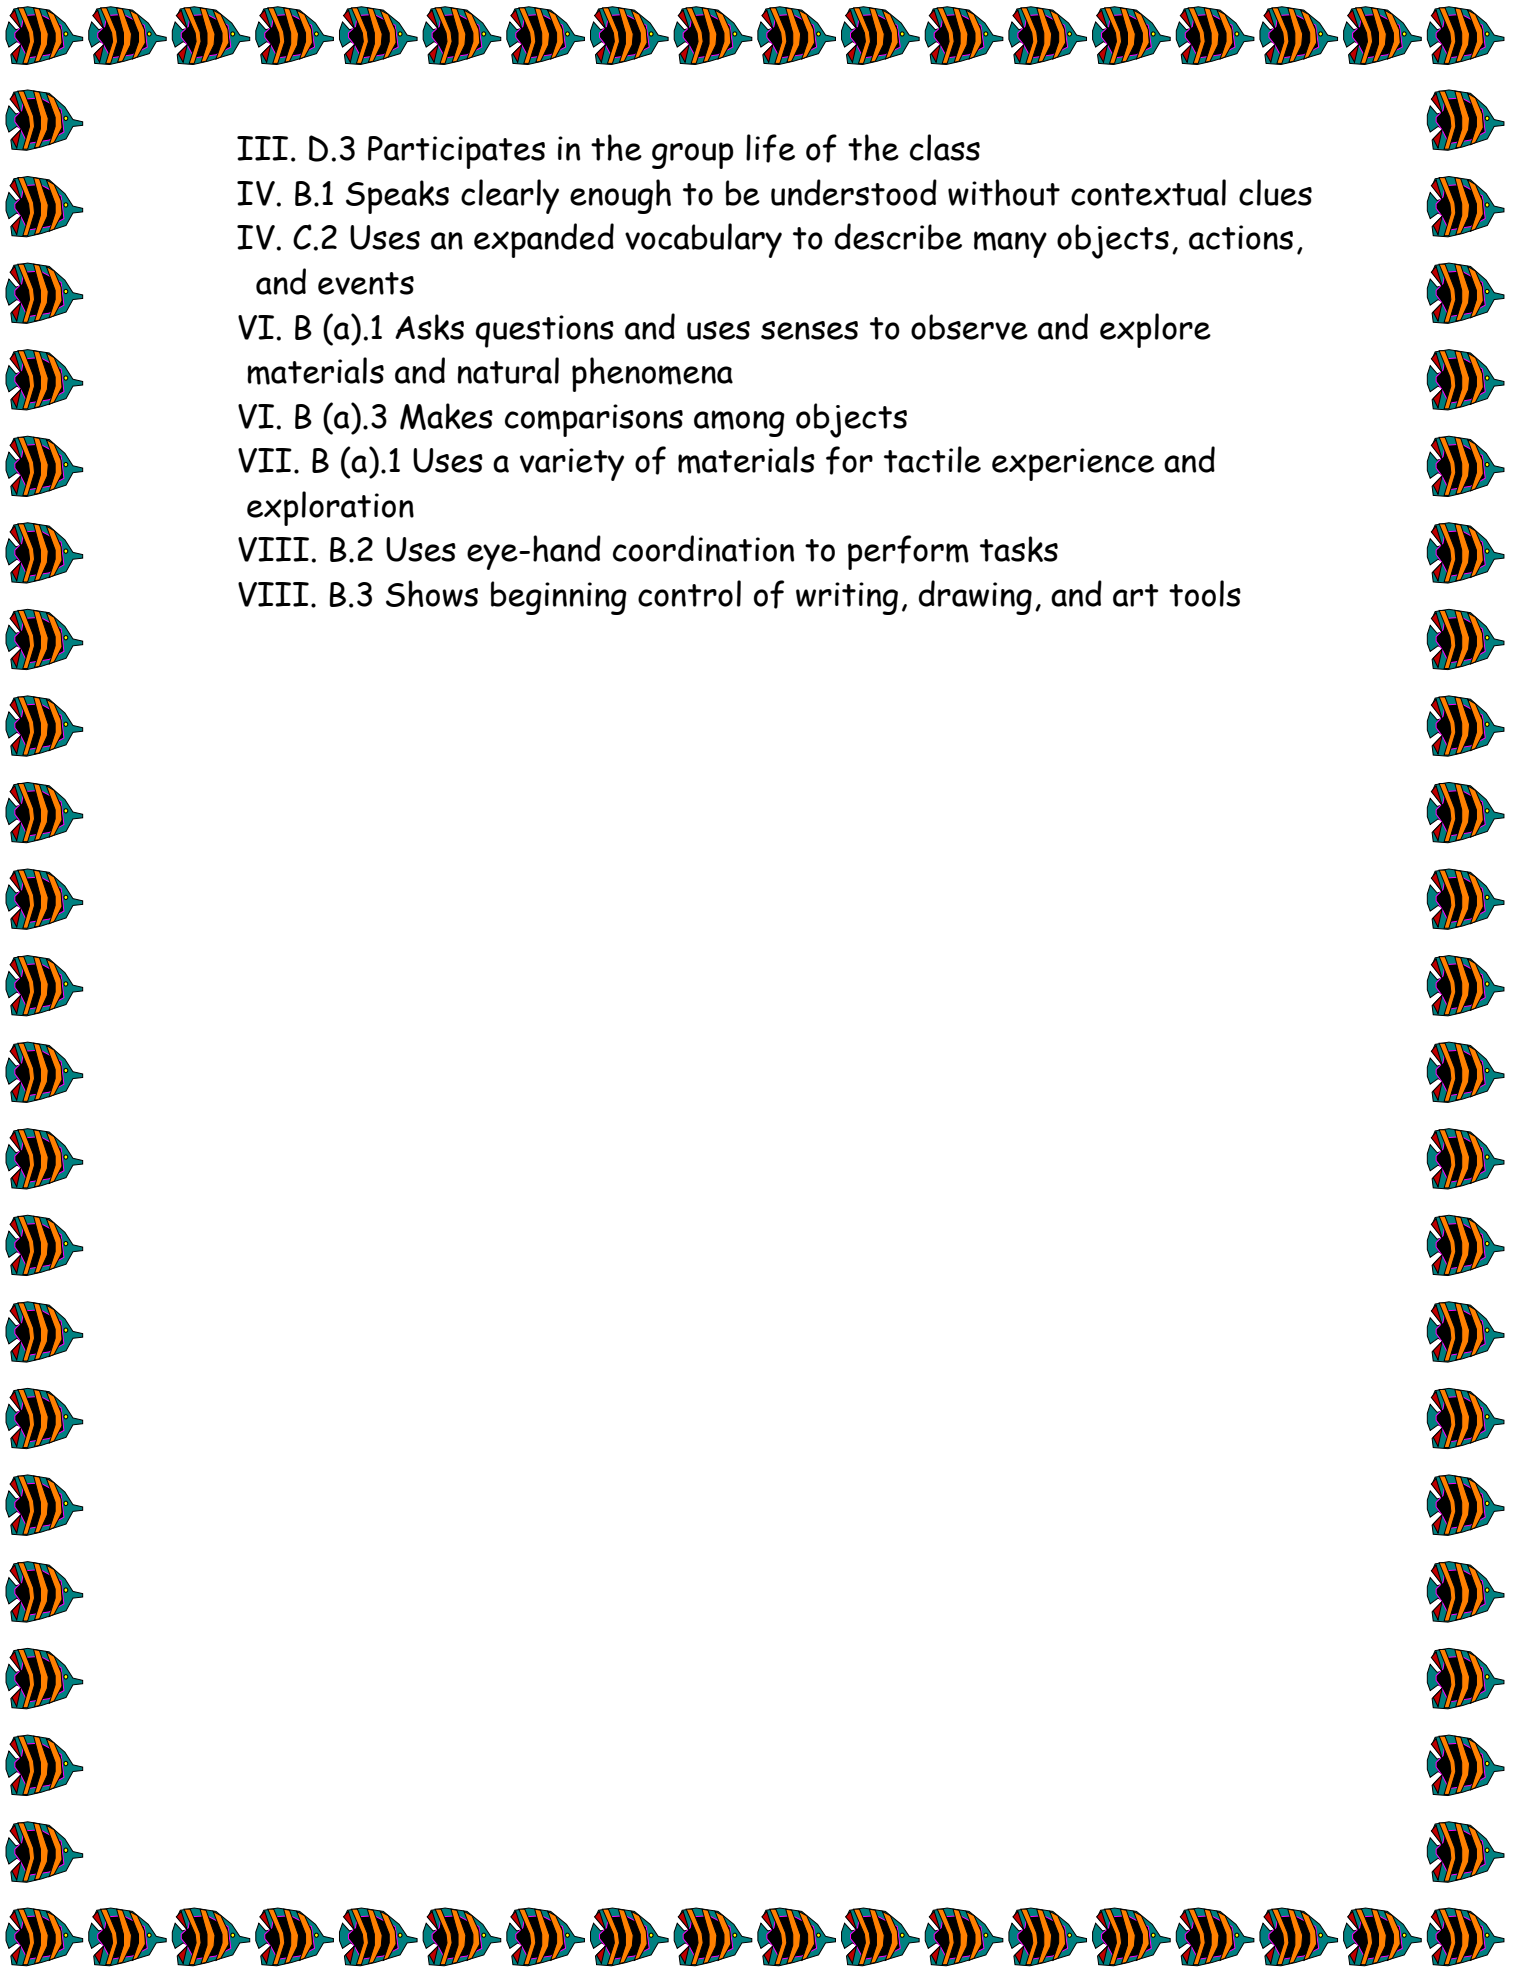 III. D.3 Participates in the group life of the class
IV. B.1 Speaks clearly enough to be understood without contextual clues
IV. C.2 Uses an expanded vocabulary to describe many objects, actions,
and events
VI. B (a).1 Asks questions and uses senses to observe and explore
materials and natural phenomena
VI. B (a).3 Makes comparisons among objects
VII. B (a).1 Uses a variety of materials for tactile experience and
exploration
VIII. B.2 Uses eye-hand coordination to perform tasks
VIII. B.3 Shows beginning control of writing, drawing, and art tools